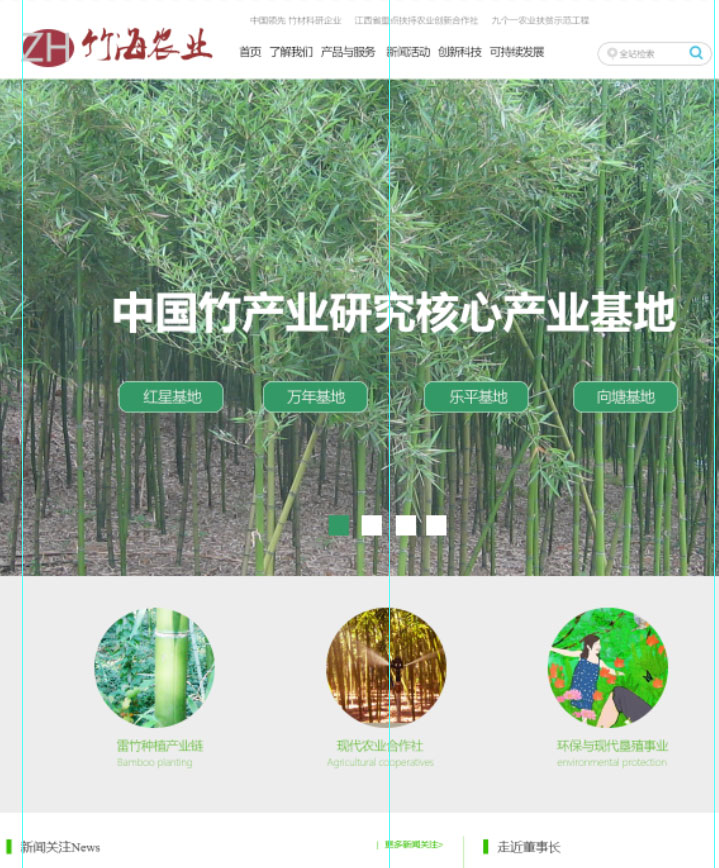 中国领先 竹材科研企业 江西省重点扶持农业创新合作社 九个一农业扶贫示范工程
ZH 竹海农业
首页 了解我们 产品与服务 新闻活动 创新科技 可持续发展
全站检索
中国竹产业研究核心产业基地
红星基地 万年基地 乐平基地 向塘基地
雷竹种植产业链 现代农业合作社 环保与现代垦殖事业
Bamboo planting Agricultural cooperatives environmental protection
新闻关注News | 更多新闻关注> 走近董事长